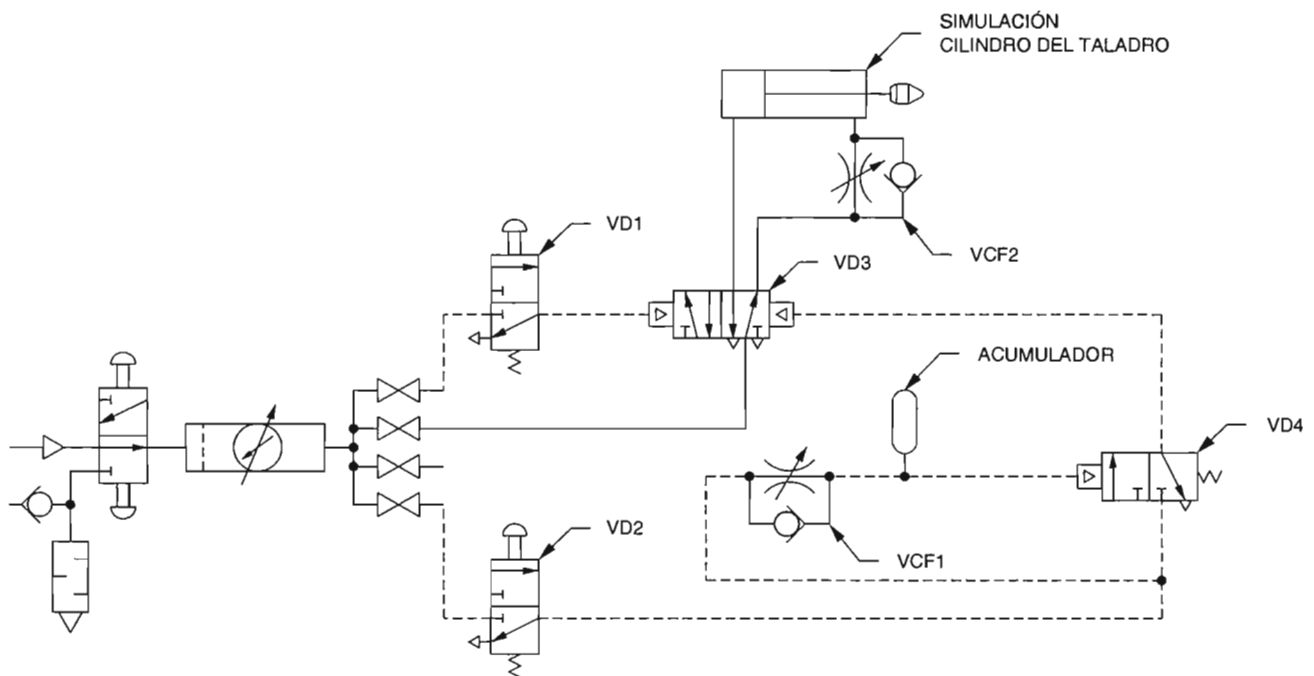 SIMULACIÓN
CILINDRO DEL TALADRO
VD1
VCF2
VD3
ACUMULADOR
VD4
VD2
VCF1